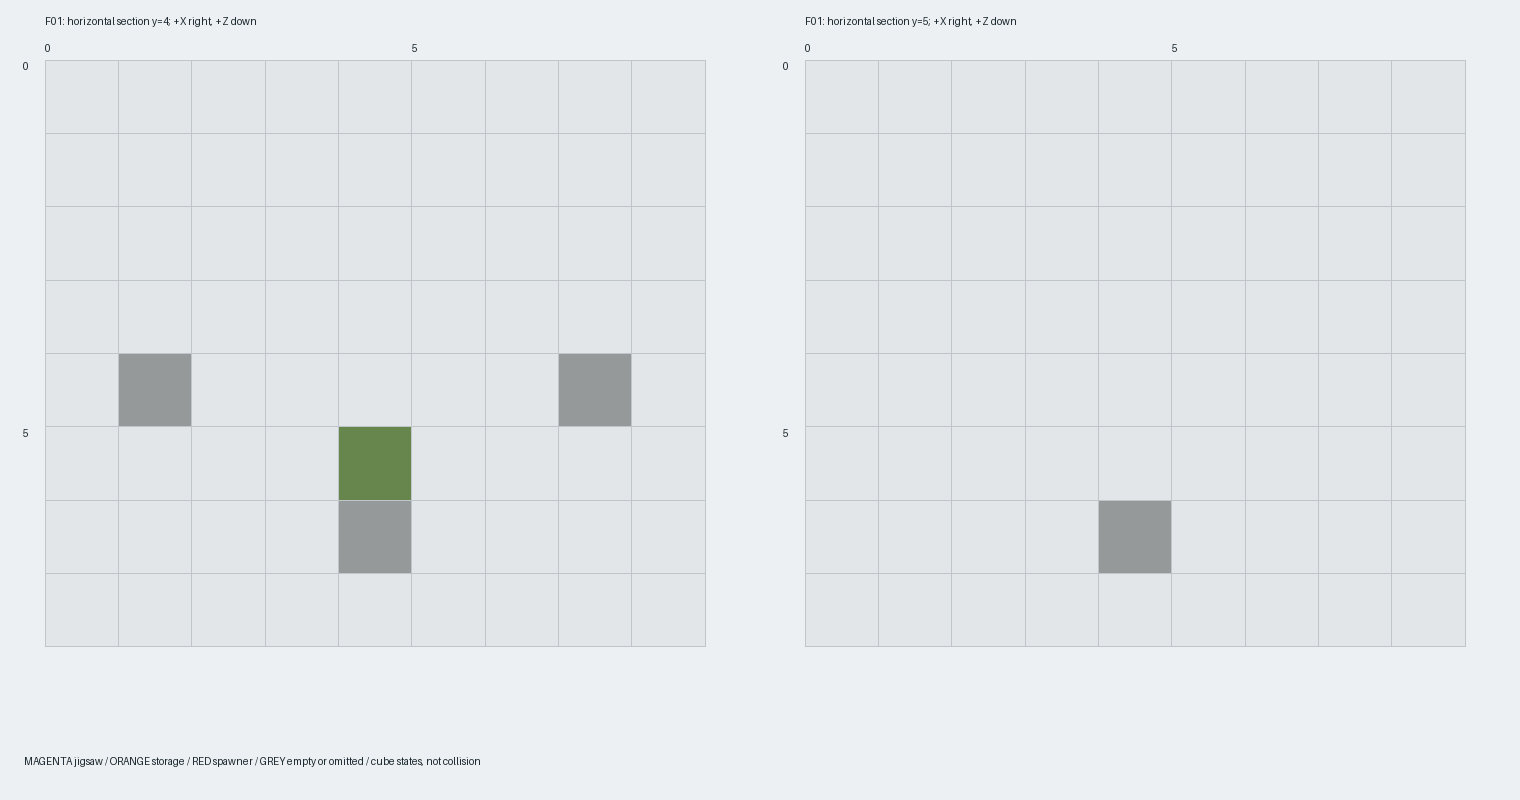 F01: horizontal section y=4; +X right, +Z down
0 5
0
5
F01: horizontal section y=5; +X right, +Z down
0 5
0
5
MAGENTA jigsaw / ORANGE storage / RED spawner / GREY empty or omitted / cube states, not collision